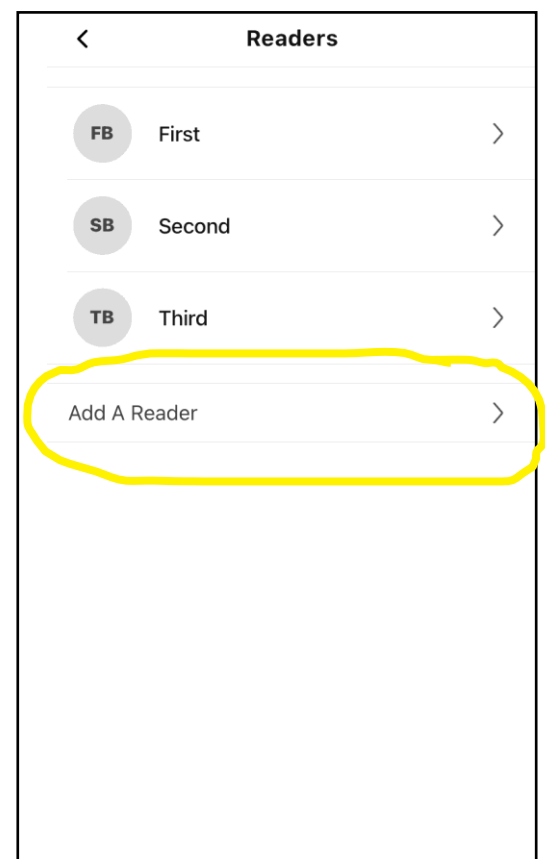 Readers
FB First
SB Second
TB Third
Add A Reader